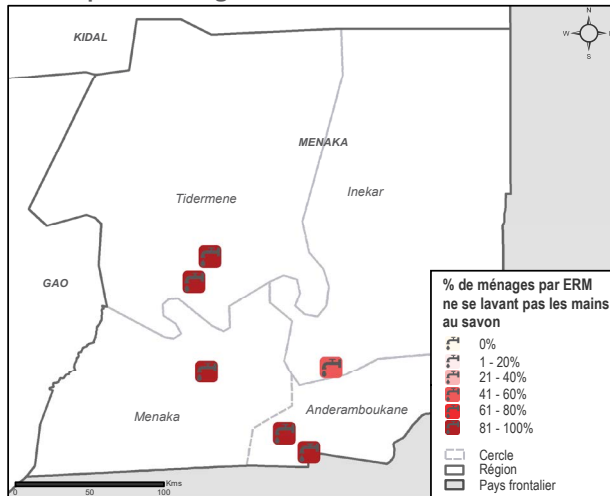 KIDAL
N
W
E
S
MENAKA
Tidermene
Inekar
GAO
Menaka
Anderamboukane
% de ménages par ERM
ne se lavant pas les mains
au savon
0%
1 - 20%
21 - 40%
41 - 60%
61 - 80%
81 - 100%
Cercle
Région
Pays frontalier
Kms
0 50 100